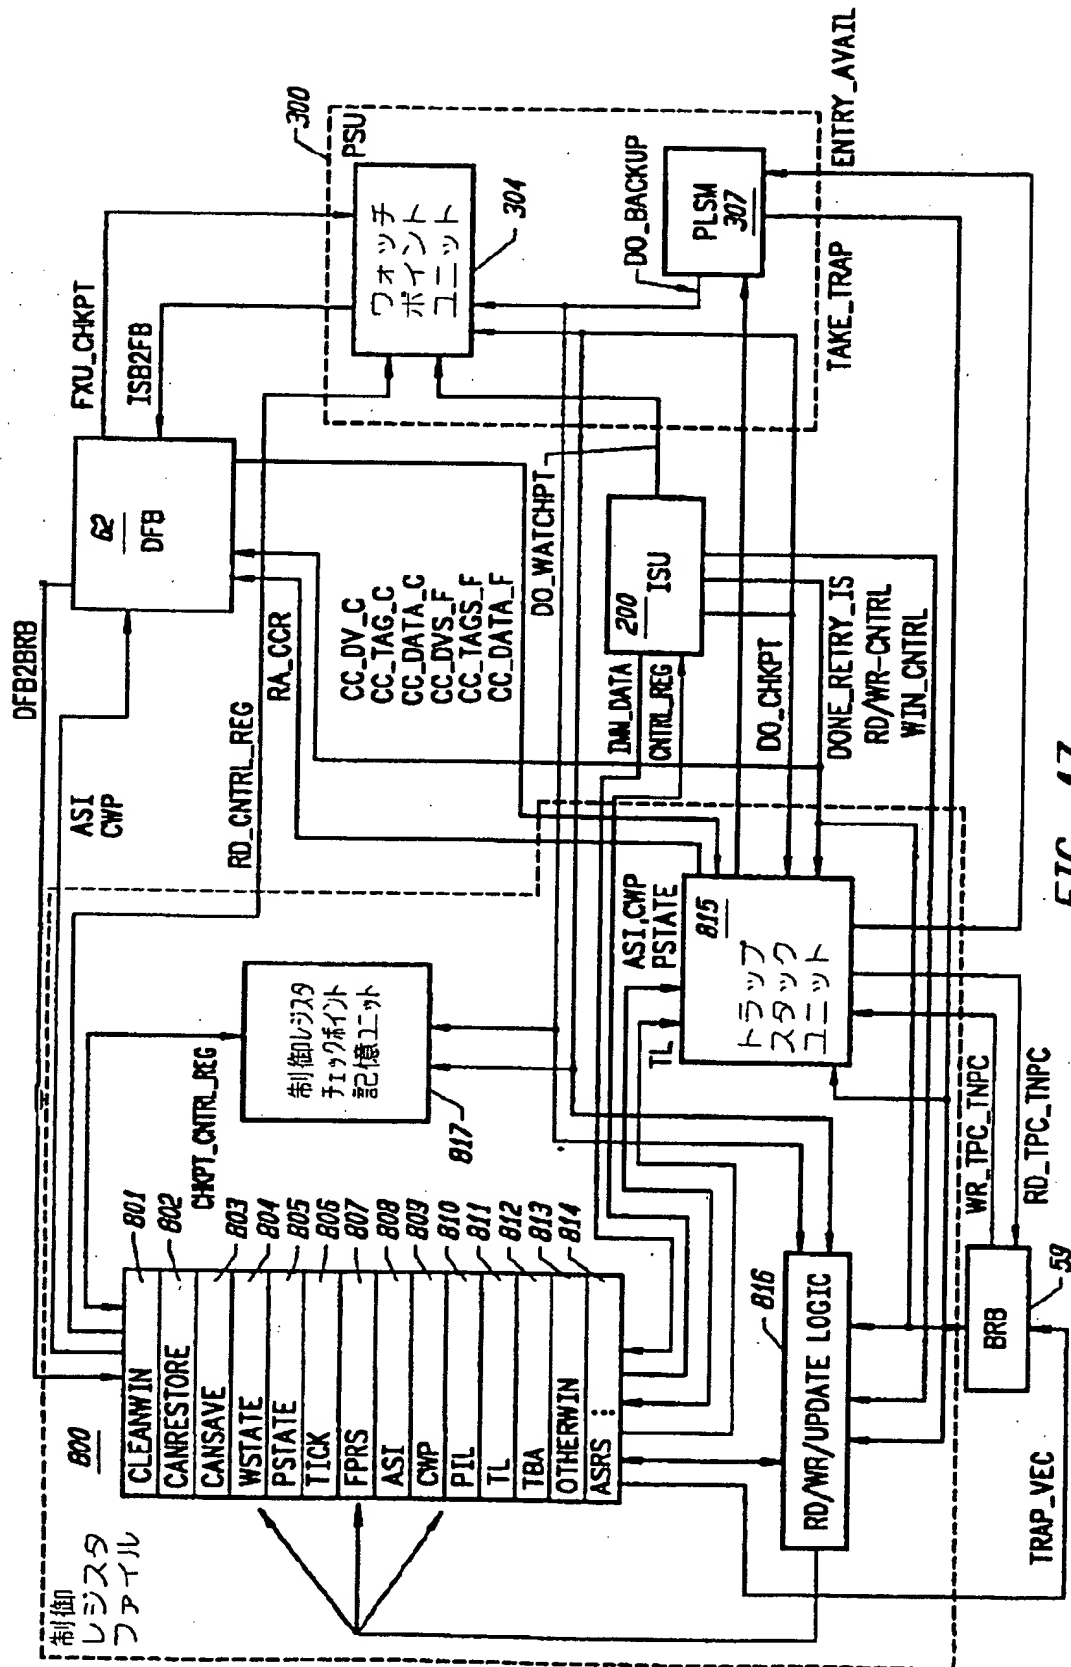 制御
レジスタ
ファイル
800
CLEANWIN
CANRESTORE
CANSAVE
WSTATE
PSTATE
TICK
FPRS
ASI
CWP
PIL
TL
TBA
OTHERWIN
ASRS ⋮
801
802
803
804
805
806
807
808
809
810
811
812
813
814
CHKPT_CNTRL_REG
制御レジスタ
チェックポイント
記憶ユニット
817
DFB2BRB
ASI
CWP
RD_CNTRL_REG
RA_CCR
62
DFB
FXU_CHKPT
ISB2FB
300
PSU
ウォッチ
ポイント
ユニット
304
CC_DV_C
CC_TAG_C
CC_DATA_C
CC_DVS_F
CC_TAGS_F
CC_DATA_F
DO_WATCHPT
IMM_DATA
CNTRL_REG
200
ISU
DO_BACKUP
PLSM
307
DO_CHKPT
DONE_RETRY_IS
RD/WR-CNTRL
WIN_CNTRL
TAKE_TRAP
ENTRY_AVAIL
ASI,CWP
PSTATE
TL
815
トラップ
スタック
ユニット
816
RD/WR/UPDATE LOGIC
WR_TPC_TNPC
RD_TPC_TNPC
BRB
59
TRAP_VEC